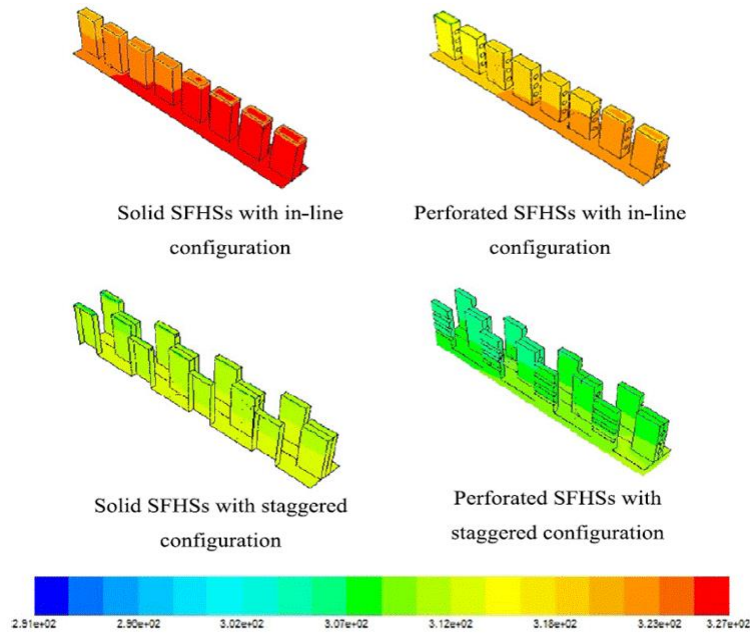 Solid SFHSs with in-line
configuration
Perforated SFHSs with in-line
configuration
Solid SFHSs with staggered
configuration
Perforated SFHSs with
staggered configuration
2.91e+02 2.90e+02 3.02e+02 3.07e+02 3.12e+02 3.18e+02 3.23e+02 3.27e+02